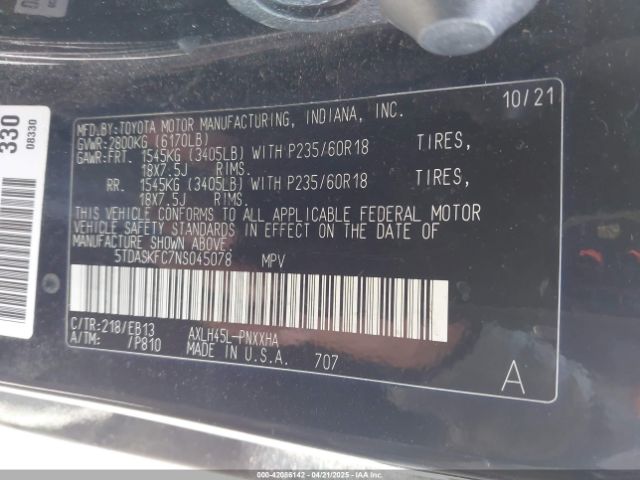 330
08330
10/21
MFD.BY:TOYOTA MOTOR MANUFACTURING, INDIANA, INC.
GVWR:2800KG (6170LB)
GAWR:FRT. 1545KG (3405LB) WITH P235/60R18 TIRES,
18X7.5J RIMS.
RR. 1545KG (3405LB) WITH P235/60R18 TIRES,
18X7.5J RIMS.
THIS VEHICLE CONFORMS TO ALL APPLICABLE FEDERAL MOTOR
VEHICLE SAFETY STANDARDS IN EFFECT ON THE DATE OF
MANUFACTURE SHOWN ABOVE.
5TDASKFC7NS045078 MPV
C/TR:218/EB13 AXLH45L-PNXXHA
A/TM: /P810 MADE IN U.S.A. 707
A
000-42086142 - 04/21/2025 - IAA Inc.